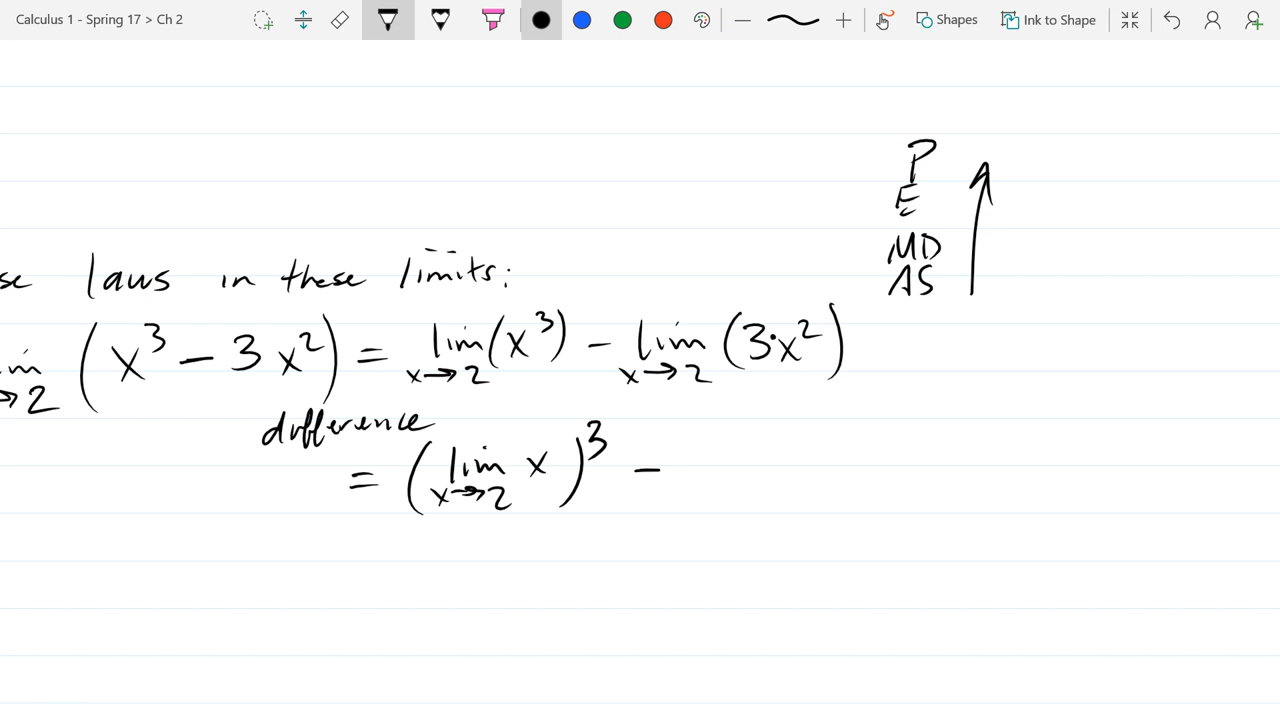 Calculus 1 - Spring 17 > Ch 2
Shapes
Ink to Shape
P
E
MD
AS
laws in these limits:
(x³ - 3x²) = lim x→2 (x³) - lim x→2 (3·x²)
→2
difference
= (lim x→2 x)³ -